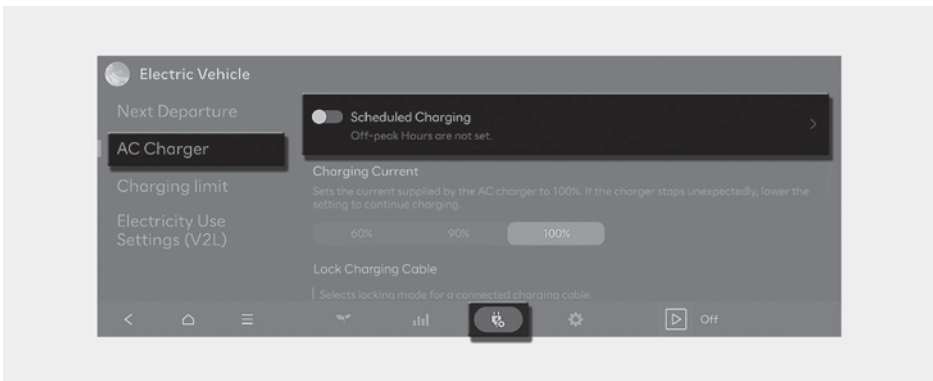 Electric Vehicle
Next Departure
AC Charger
Charging limit
Electricity Use
Settings (V2L)
Scheduled Charging
Off-peak Hours are not set.
Charging Current
Sets the current supplied by the AC charger to 100%. If the charger stops unexpectedly, lower the
setting to continue charging.
60% 90% 100%
Lock Charging Cable
Selects locking mode for a connected charging cable.
Off